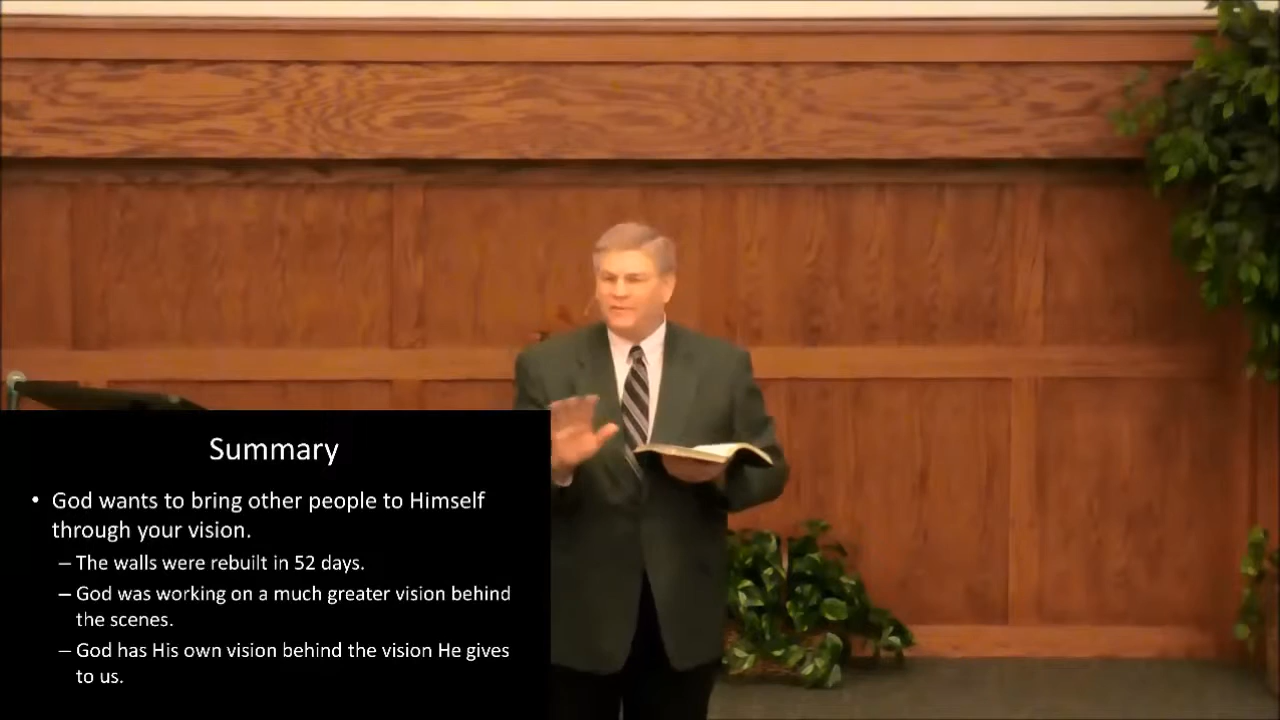 Summary
• God wants to bring other people to Himself
through your vision.
– The walls were rebuilt in 52 days.
– God was working on a much greater vision behind
the scenes.
– God has His own vision behind the vision He gives
to us.